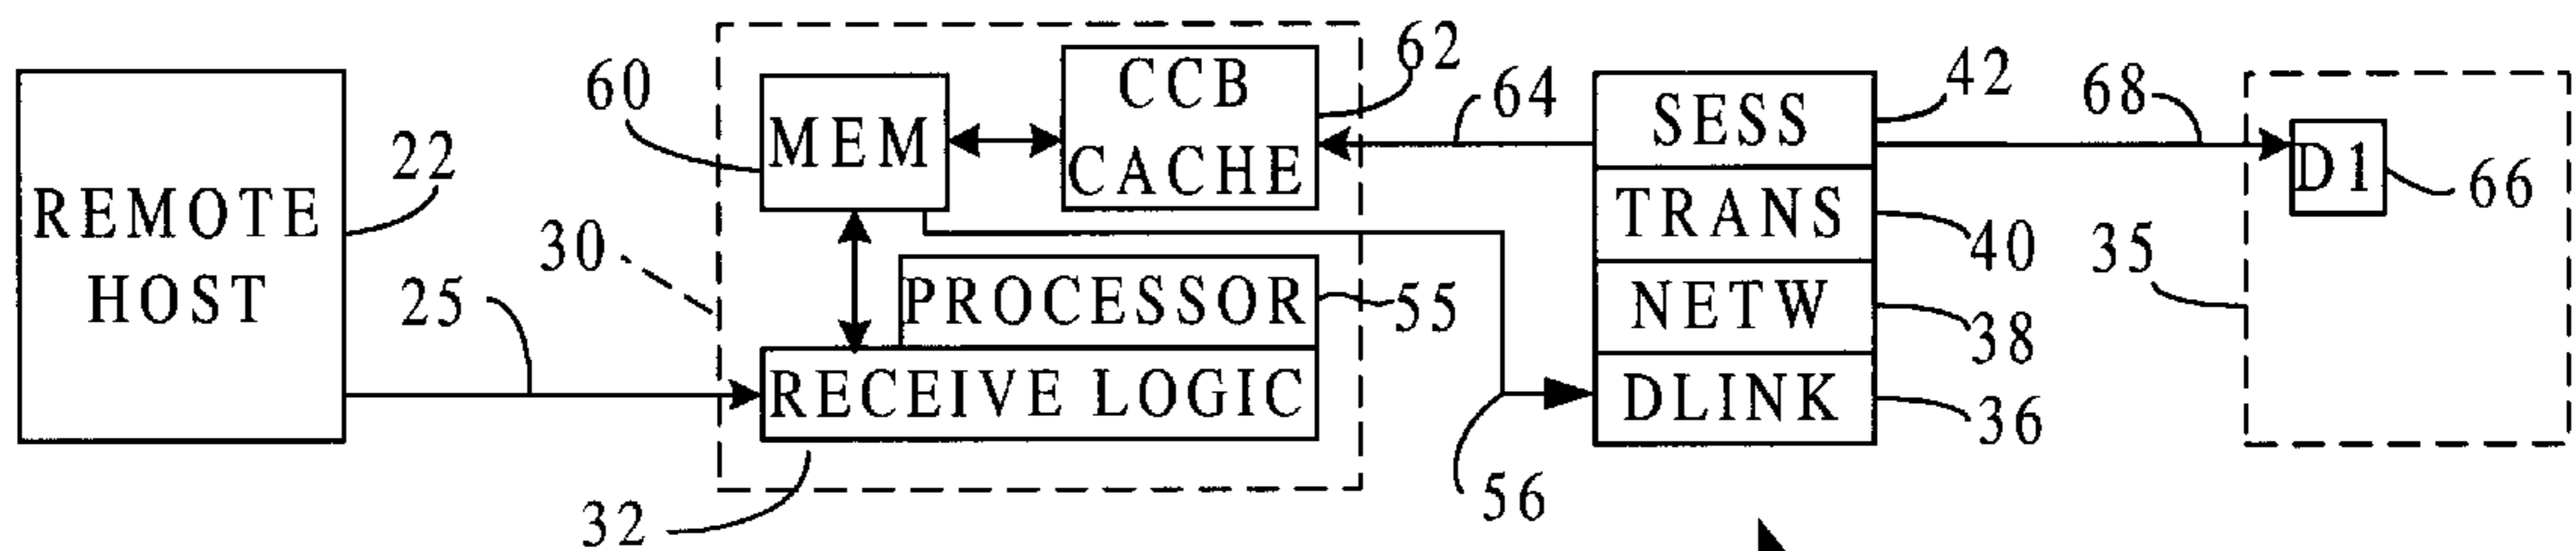 REMOTE
HOST
22
25
30
60
MEM
CCB
CACHE
62
64
PROCESSOR
55
RECEIVE LOGIC
32
56
SESS
42
TRANS
40
NETW
38
DLINK
36
68
D1
66
35